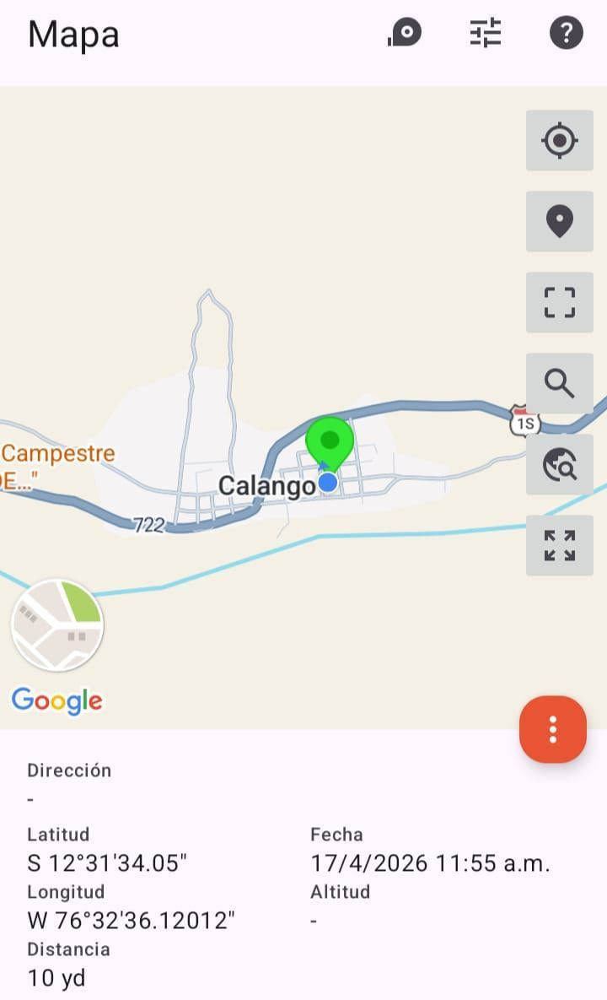 Mapa
1S
Campestre
E..."
Calango
722
Google
Dirección
-
Latitud
S 12°31'34.05"
Fecha
17/4/2026 11:55 a.m.
Longitud
W 76°32'36.12012"
Altitud
-
Distancia
10 yd